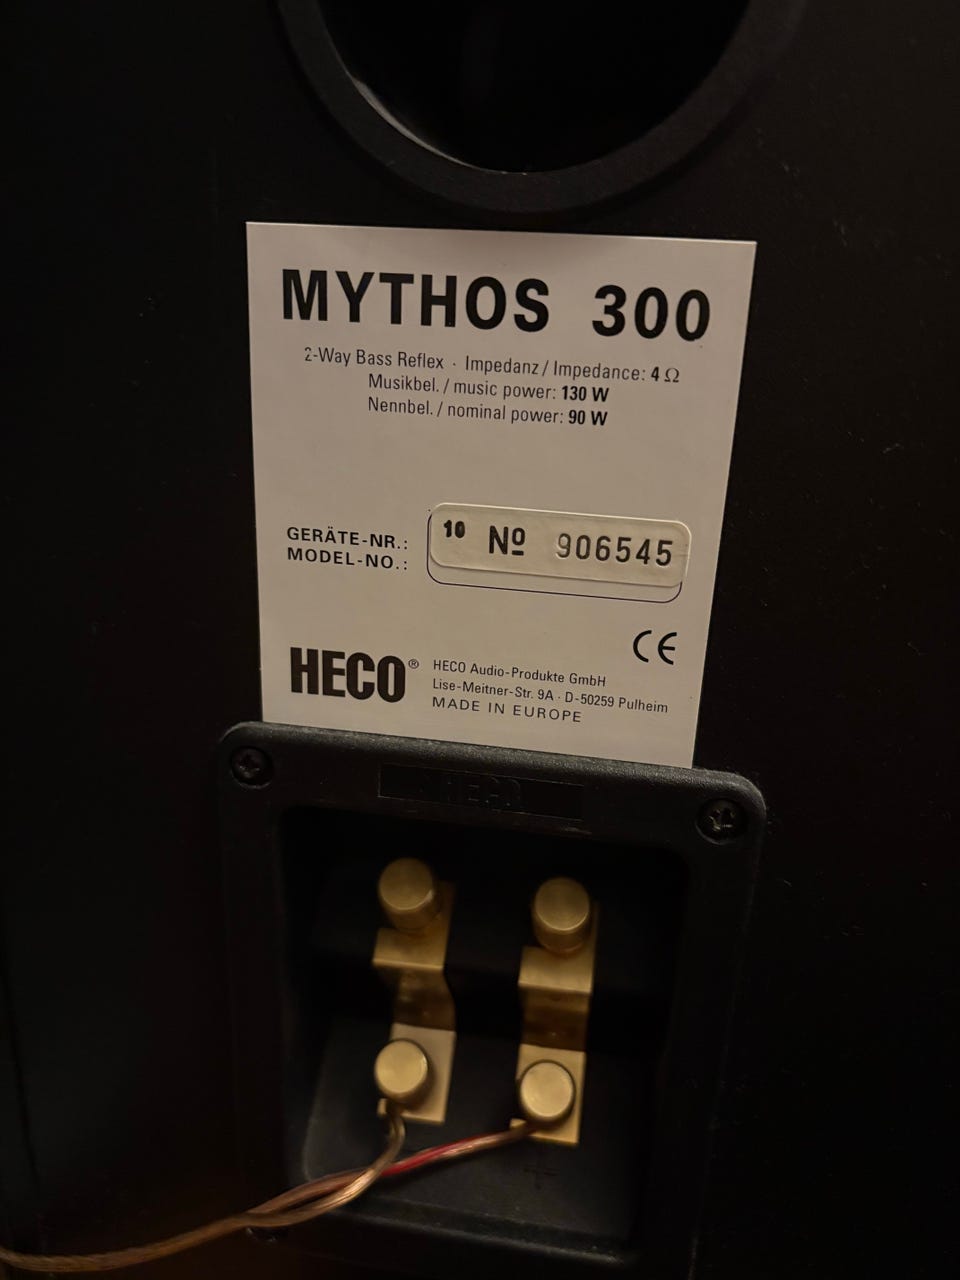 MYTHOS 300
2-Way Bass Reflex · Impedanz / Impedance: 4 Ω
Musikbel. / music power: 130 W
Nennbel. / nominal power: 90 W
GERÄTE-NR.:
MODEL-NO.:
10 Nº 906545
CE
HECO®
HECO Audio-Produkte GmbH
Lise-Meitner-Str. 9A · D-50259 Pulheim
MADE IN EUROPE
HECO
+